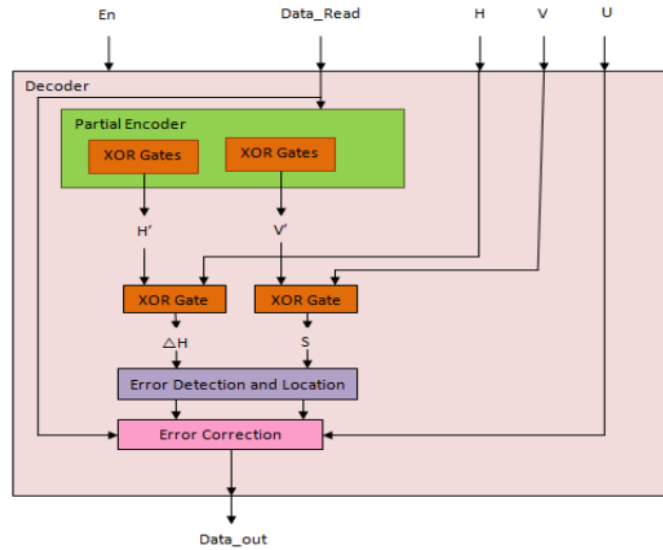 En Data_Read H V U
Decoder
Partial Encoder
XOR Gates XOR Gates
H' V'
XOR Gate XOR Gate
△H S
Error Detection and Location
Error Correction
Data_out